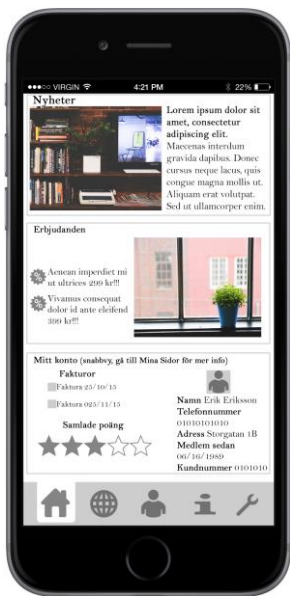 VIRGIN 4:21 PM 22%
Nyheter
Lorem ipsum dolor sit
amet, consectetur
adipiscing elit.
Maecenas interdum
gravida dapibus. Donec
cursus neque lacus, quis
congue magna mollis ut.
Aliquam erat volutpat.
Sed ut ullamcorper enim.
Erbjudanden
Aenean imperdiet mi
ut ultrices 299 kr!!!
Vivamus consequat
dolor id ante eleifend
399 kr!!!
Mitt konto (snabbvy, gå till Mina Sidor för mer info)
Fakturor
Faktura 25/10/15
Faktura 025/11/15
Samlade poäng
Namn Erik Eriksson
Telefonnummer
01010101010
Adress Storgatan 1B
Medlem sedan
06/16/1989
Kundnummer 0101010